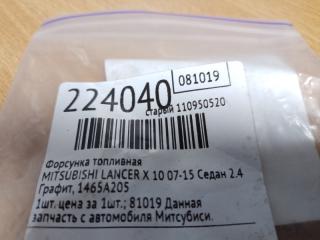 081019
224040
старый 110950520
Форсунка топливная
MITSUBISHI LANCER X 10 07-15 Седан 2.4
Графит, 1465A205
1шт. цена за 1шт.; 81019 Данная
запчасть с автомобиля Митсубиси.